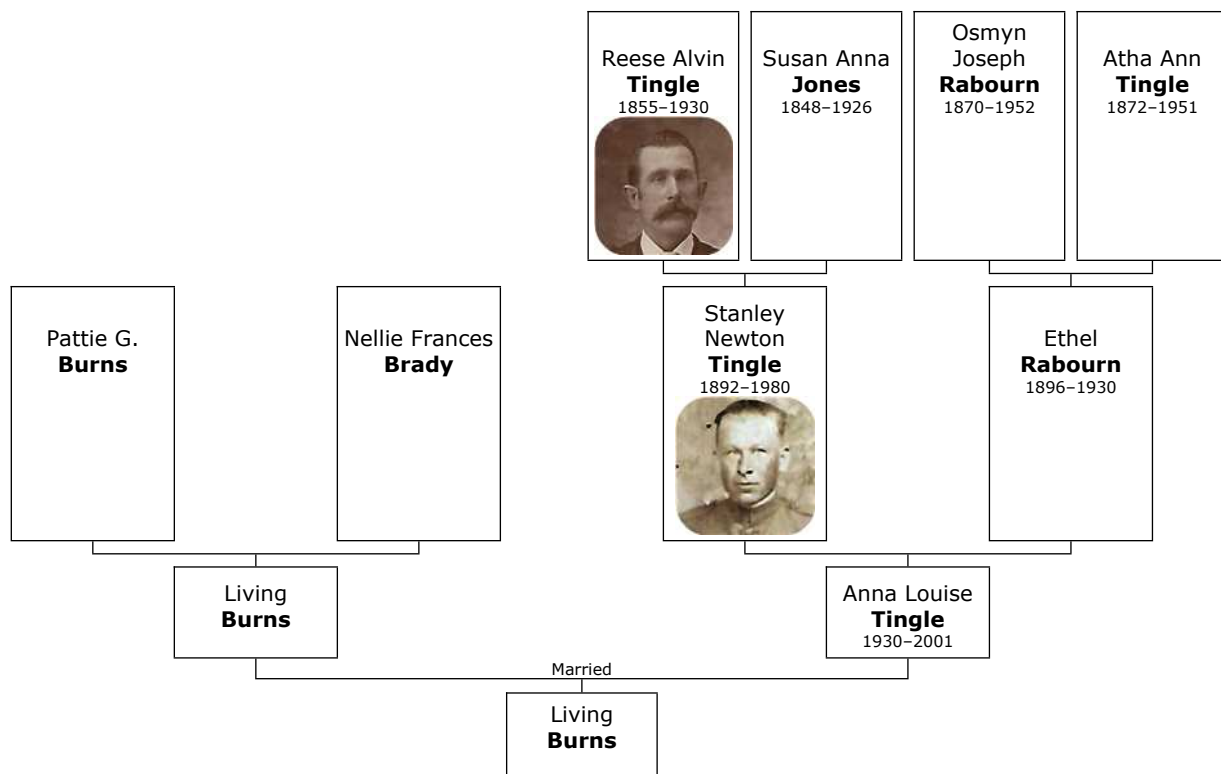 Reese Alvin
Tingle
1855–1930
Susan Anna
Jones
1848–1926
Osmyn
Joseph
Rabourn
1870–1952
Atha Ann
Tingle
1872–1951
Pattie G.
Burns
Nellie Frances
Brady
Stanley
Newton
Tingle
1892–1980
Ethel
Rabourn
1896–1930
Living
Burns
Anna Louise
Tingle
1930–2001
Married
Living
Burns